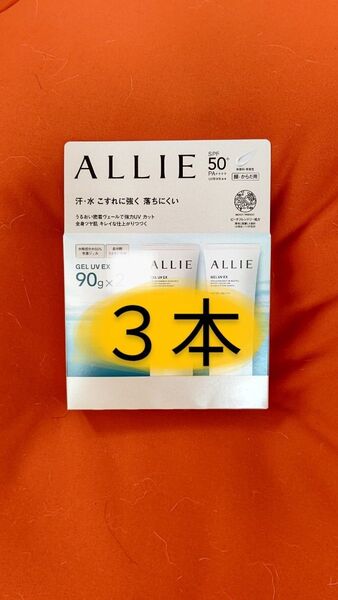 ALLIE
SPF
50+
PA++++
顔・からだ用
汗・水 こすれに強く 落ちにくい
うるおい密着ヴェールで強力UV カット
全身ツヤ肌 キレイな仕上がりつづく
GEL UV EX
90g×2
ALLIE
GEL UV EX
ALLIE
GEL UV EX
3本